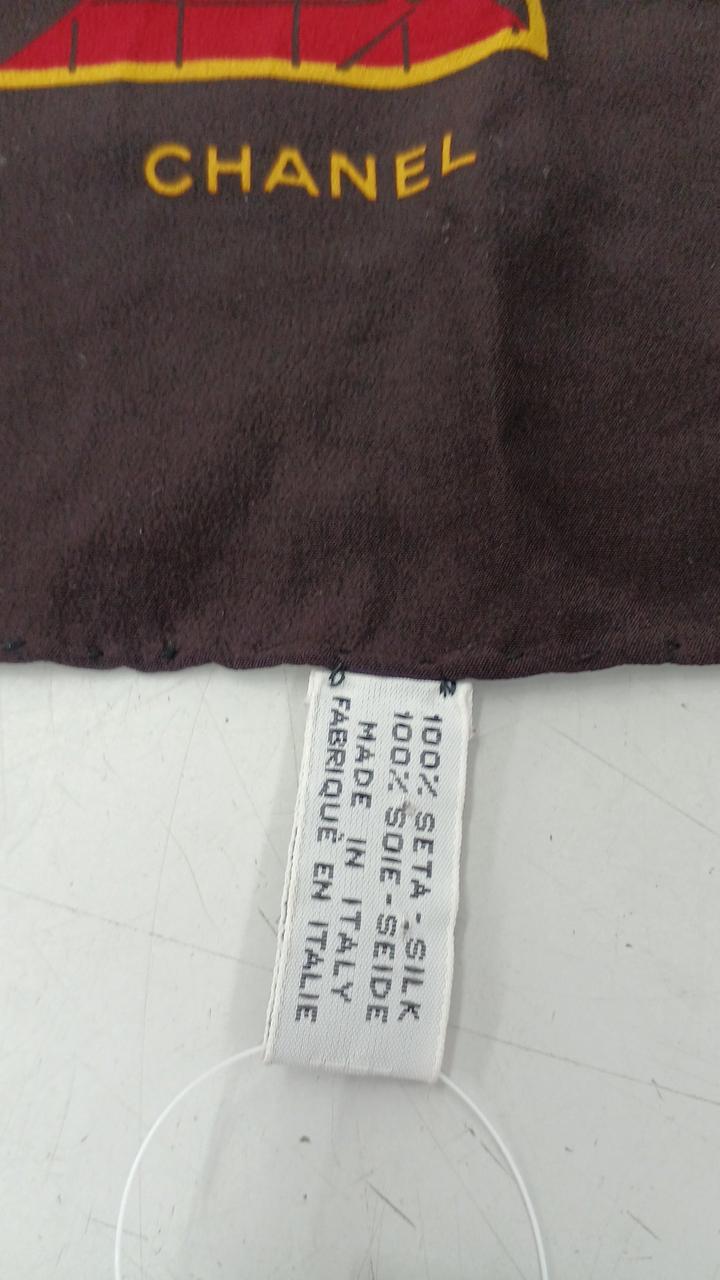 CHANEL
100% SETA - SILK
100% SOIE - SEIDE
MADE IN ITALY
FABRIQUÉ EN ITALIE